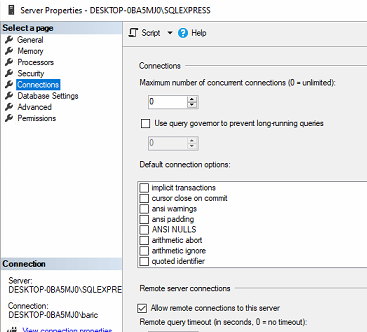 Server Properties - DESKTOP-0BA5MJ0\SQLEXPRESS
Select a page
General
Memory
Processors
Security
Connections
Database Settings
Advanced
Permissions
Script
Help
Connections
Maximum number of concurrent connections (0 = unlimited):
0
Use query governor to prevent long-running queries
0
Default connection options:
implicit transactions
cursor close on commit
ansi warnings
ansi padding
ANSI NULLS
arithmetic abort
arithmetic ignore
quoted identifier
Remote server connections
Allow remote connections to this server
Remote query timeout (in seconds, 0 = no timeout):
Connection
Server:
DESKTOP-0BA5MJ0\SQLEXPRE
Connection:
DESKTOP-0BA5MJ0\baric
View connection properties